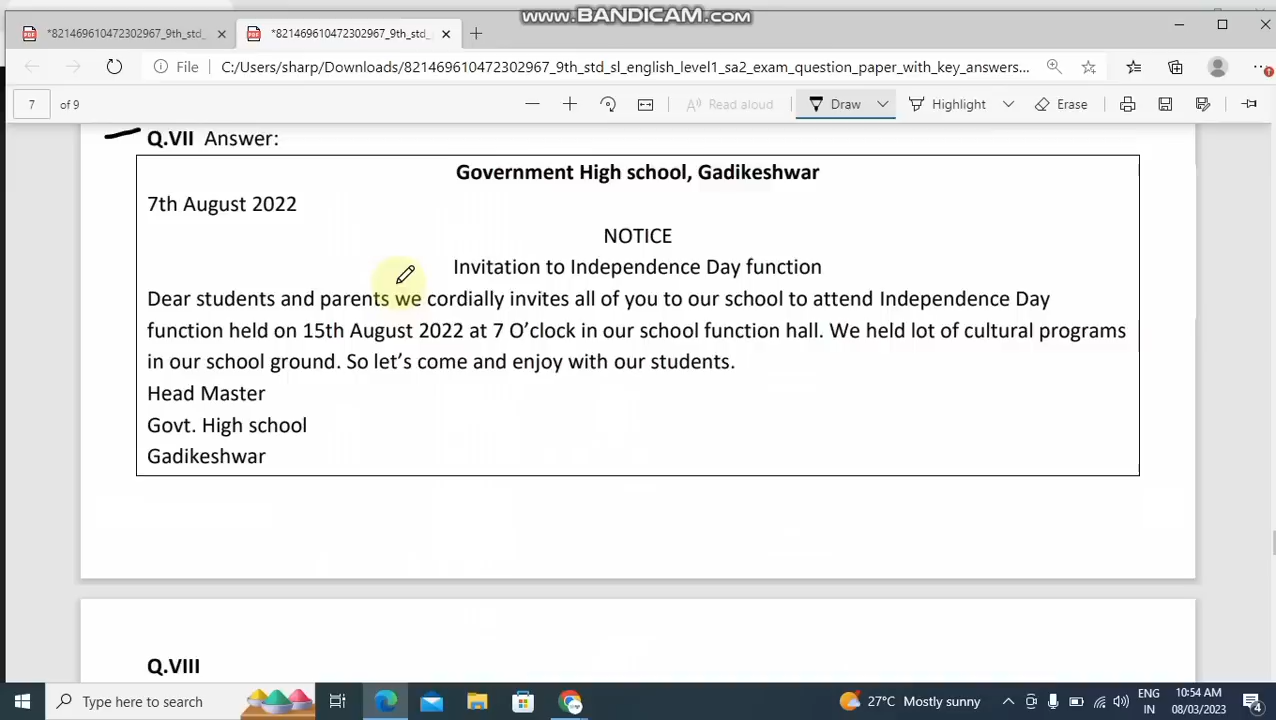 www.BANDICAM.com
*821469610472302967_9th_std_
*821469610472302967_9th_std_
File
C:/Users/sharp/Downloads/821469610472302967_9th_std_sl_english_level1_sa2_exam_question_paper_with_key_answers...
7 of 9
Read aloud
Draw
Highlight
Erase
Q.VII Answer:
Government High school, Gadikeshwar
7th August 2022
NOTICE
Invitation to Independence Day function
Dear students and parents we cordially invites all of you to our school to attend Independence Day
function held on 15th August 2022 at 7 O’clock in our school function hall. We held lot of cultural programs
in our school ground. So let’s come and enjoy with our students.
Head Master
Govt. High school
Gadikeshwar
Q.VIII
Type here to search
27°C Mostly sunny
ENG
IN
10:54 AM
08/03/2023
4